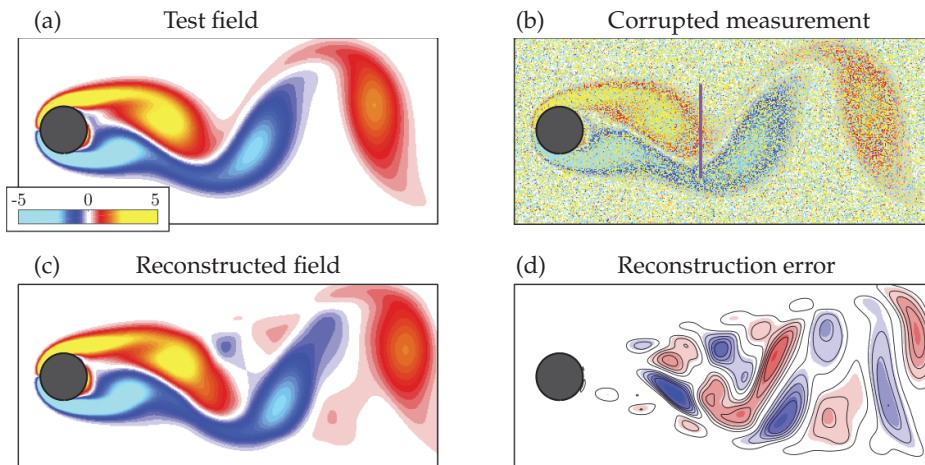 (a) Test field
(b) Corrupted measurement
-5 0 5
(c) Reconstructed field
(d) Reconstruction error